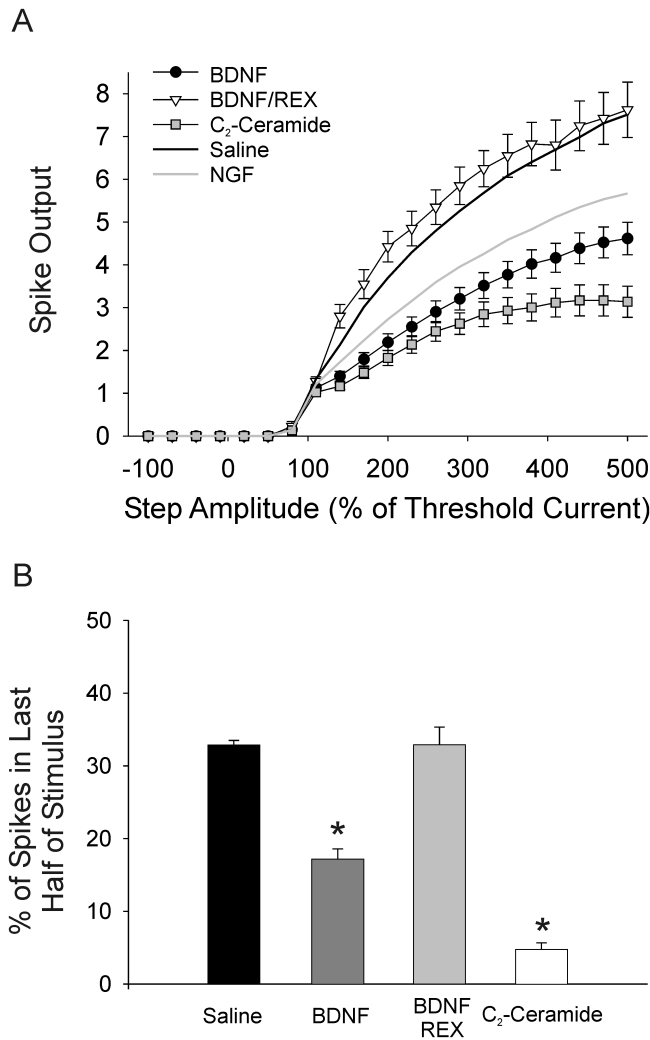 A
BDNF
BDNF/REX
C₂-Ceramide
Saline
NGF
Spike Output
8
7
6
5
4
3
2
1
0
-100 0 100 200 300 400 500
Step Amplitude (% of Threshold Current)
B
% of Spikes in Last
Half of Stimulus
50
40
30
20
10
0
*
*
Saline BDNF BDNF C₂-Ceramide
REX